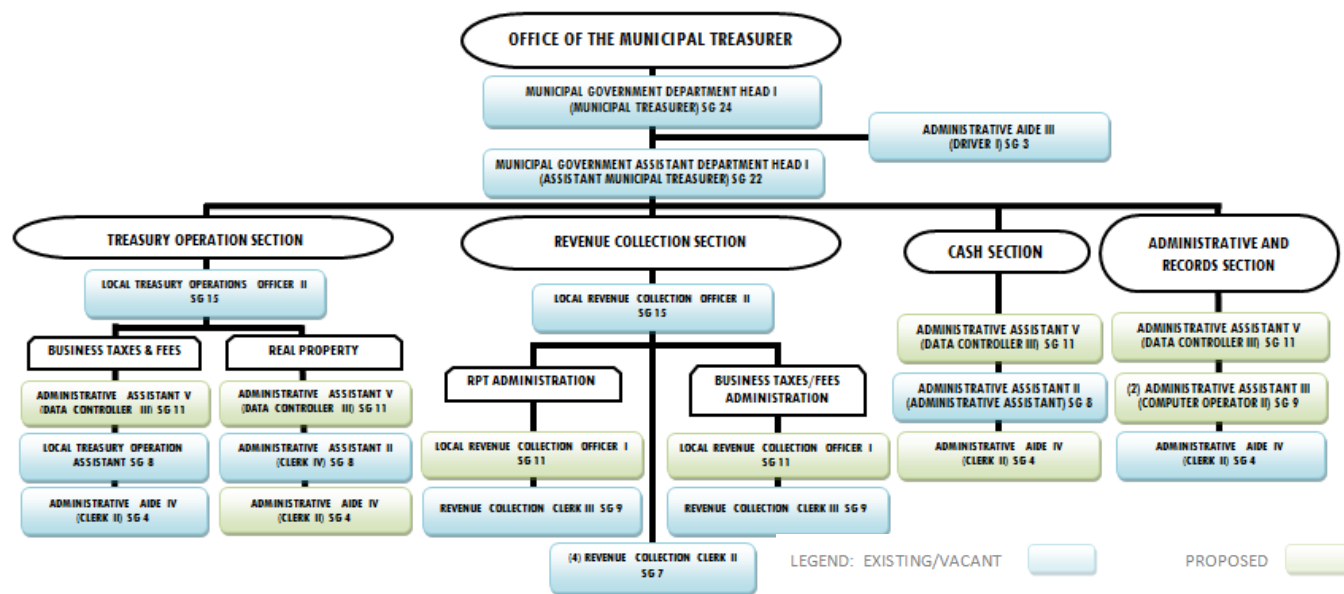 OFFICE OF THE MUNICIPAL TREASURER
MUNICIPAL GOVERNMENT DEPARTMENT HEAD I
(MUNICIPAL TREASURER) SG 24
ADMINISTRATIVE AIDE III
(DRIVER I) SG 3
MUNICIPAL GOVERNMENT ASSISTANT DEPARTMENT HEAD I
(ASSISTANT MUNICIPAL TREASURER) SG 22
TREASURY OPERATION SECTION
LOCAL TREASURY OPERATIONS OFFICER II
SG 15
BUSINESS TAXES & FEES
ADMINISTRATIVE ASSISTANT V
(DATA CONTROLLER III) SG 11
LOCAL TREASURY OPERATION
ASSISTANT SG 8
ADMINISTRATIVE AIDE IV
(CLERK II) SG 4
REAL PROPERTY
ADMINISTRATIVE ASSISTANT V
(DATA CONTROLLER III) SG 11
ADMINISTRATIVE ASSISTANT II
(CLERK IV) SG 8
ADMINISTRATIVE AIDE IV
(CLERK II) SG 4
REVENUE COLLECTION SECTION
LOCAL REVENUE COLLECTION OFFICER II
SG 15
RPT ADMINISTRATION
LOCAL REVENUE COLLECTION OFFICER I
SG 11
REVENUE COLLECTION CLERK III SG 9
BUSINESS TAXES/FEES
ADMINISTRATION
LOCAL REVENUE COLLECTION OFFICER I
SG 11
REVENUE COLLECTION CLERK III SG 9
(4) REVENUE COLLECTION CLERK II
SG 7
CASH SECTION
ADMINISTRATIVE ASSISTANT V
(DATA CONTROLLER III) SG 11
ADMINISTRATIVE ASSISTANT II
(ADMINISTRATIVE ASSISTANT) SG 8
ADMINISTRATIVE AIDE IV
(CLERK II) SG 4
ADMINISTRATIVE AND
RECORDS SECTION
ADMINISTRATIVE ASSISTANT V
(DATA CONTROLLER III) SG 11
(2) ADMINISTRATIVE ASSISTANT III
(COMPUTER OPERATOR II) SG 9
ADMINISTRATIVE AIDE IV
(CLERK II) SG 4
LEGEND: EXISTING/VACANT
PROPOSED